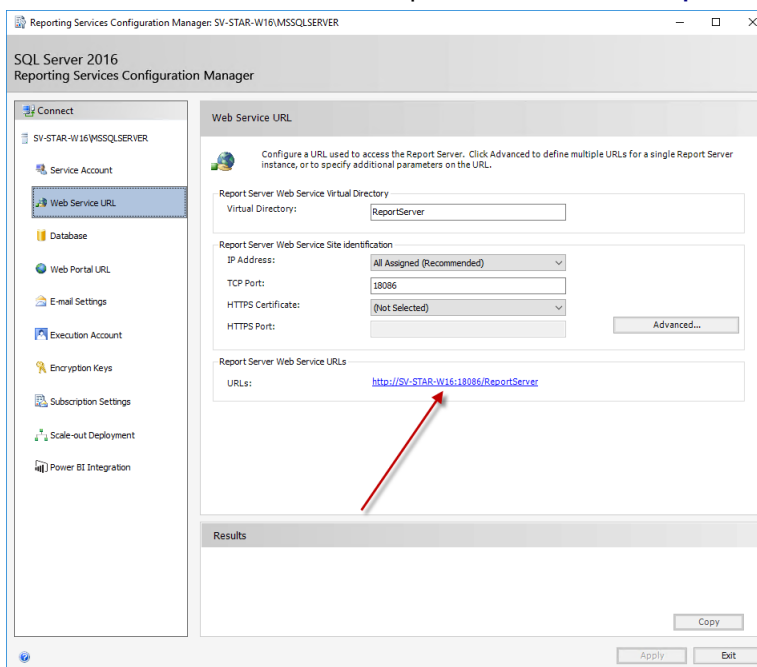 Reporting Services Configuration Manager: SV-STAR-W16\MSSQLSERVER
SQL Server 2016
Reporting Services Configuration Manager
Connect
SV-STAR-W16\MSSQLSERVER
Service Account
Web Service URL
Database
Web Portal URL
E-mail Settings
Execution Account
Encryption Keys
Subscription Settings
Scale-out Deployment
Power BI Integration
Web Service URL
Configure a URL used to access the Report Server. Click Advanced to define multiple URLs for a single Report Server
instance, or to specify additional parameters on the URL.
Report Server Web Service Virtual Directory
Virtual Directory: ReportServer
Report Server Web Service Site identification
IP Address: All Assigned (Recommended)
TCP Port: 18086
HTTPS Certificate: (Not Selected)
HTTPS Port:
Advanced...
Report Server Web Service URLs
URLs: http://SV-STAR-W16:18086/ReportServer
Results
Copy
Apply Exit